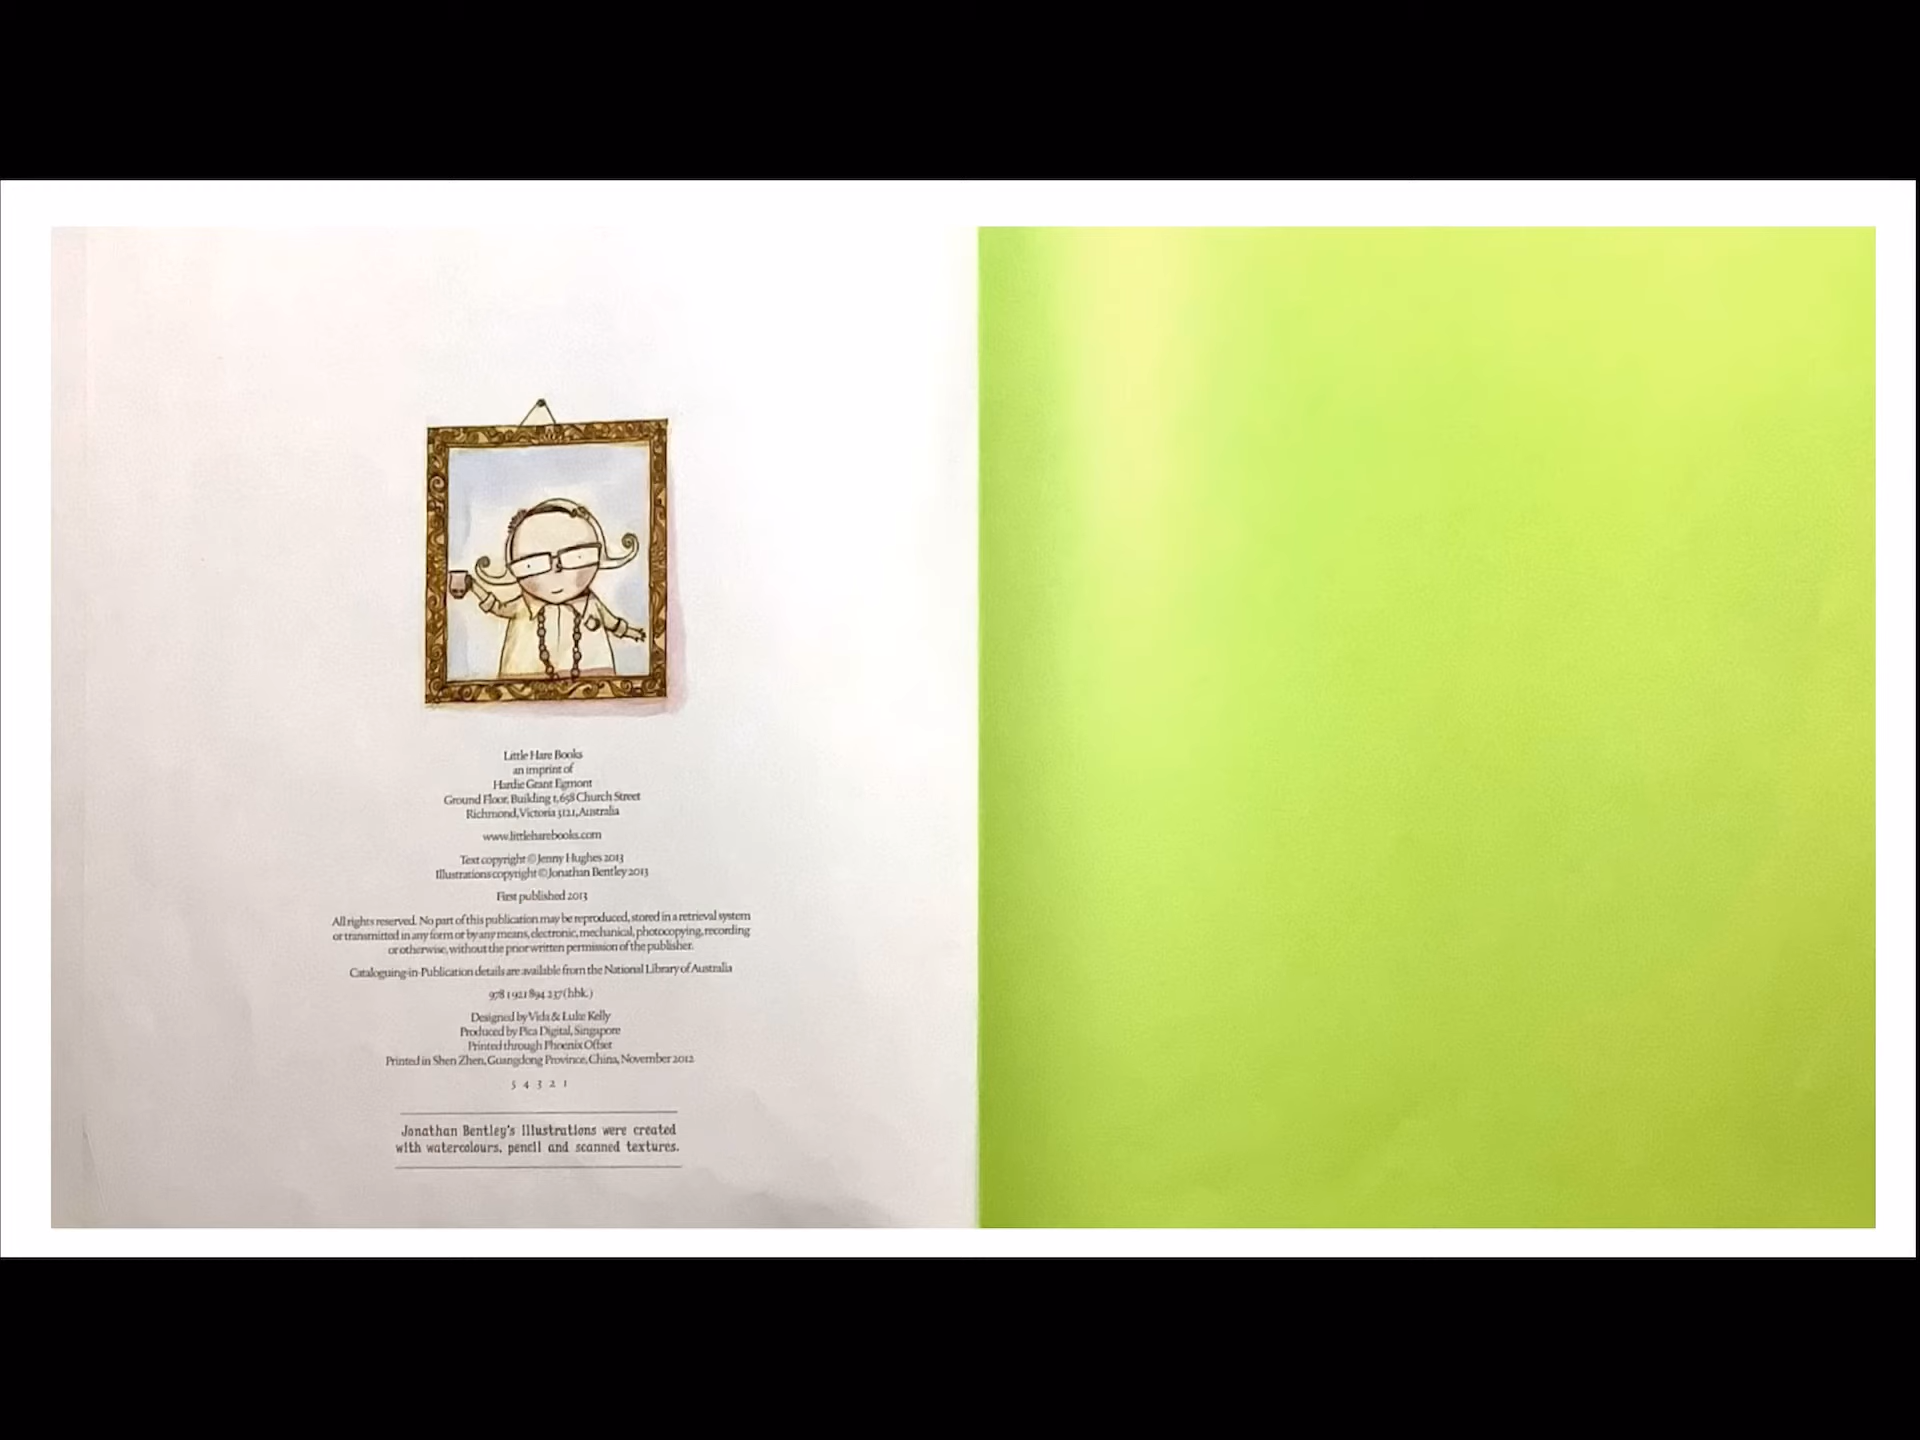 Little Hare Books
an imprint of
Hardie Grant Egmont
Ground Floor, Building 1, 658 Church Street
Richmond, Victoria 3121, Australia
www.littleharebooks.com
Text copyright © Jenny Hughes 2013
Illustrations copyright © Jonathan Bentley 2013
First published 2013
All rights reserved. No part of this publication may be reproduced, stored in a retrieval system
or transmitted in any form or by any means, electronic, mechanical, photocopying, recording
or otherwise, without the prior written permission of the publisher.
Cataloguing-in-Publication details are available from the National Library of Australia
978 1 921 894 237 (hbk.)
Designed by Vida & Luke Kelly
Produced by Pica Digital, Singapore
Printed through Phoenix Offset
Printed in Shen Zhen, Guangdong Province, China, November 2012
5 4 3 2 1
Jonathan Bentley's illustrations were created
with watercolours, pencil and scanned textures.